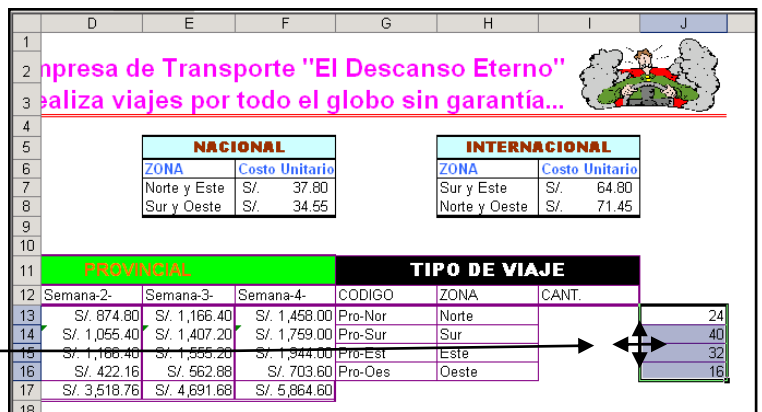 D E F G H I J
1
2 mpresa de Transporte "El Descanso Eterno"
3 ealiza viajes por todo el globo sin garantía...
4
5 NACIONAL INTERNACIONAL
6 ZONA Costo Unitario ZONA Costo Unitario
7 Norte y Este S/. 37.80 Sur y Este S/. 64.80
8 Sur y Oeste S/. 34.55 Norte y Oeste S/. 71.45
9
10
11 PROVINCIAL TIPO DE VIAJE
12 Semana-2- Semana-3- Semana-4- CODIGO ZONA CANT.
13 S/. 874.80 S/. 1,166.40 S/. 1,458.00 Pro-Nor Norte 24
14 S/. 1,055.40 S/. 1,407.20 S/. 1,759.00 Pro-Sur Sur 40
15 S/. 1,166.40 S/. 1,555.20 S/. 1,944.00 Pro-Est Este 32
16 S/. 422.16 S/. 562.88 S/. 703.60 Pro-Oes Oeste 16
17 S/. 3,518.76 S/. 4,691.68 S/. 5,864.60
18